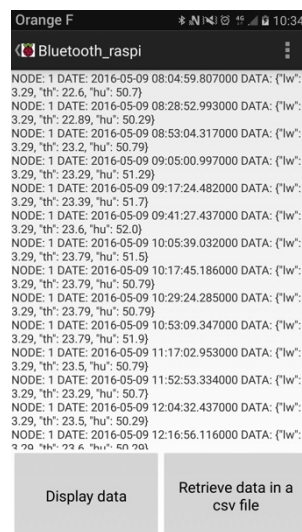 Orange F 10:34
Bluetooth_raspi
NODE: 1 DATE: 2016-05-09 08:04:59.807000 DATA: {"lw":
3.29, "th": 22.6, "hu": 50.7}
NODE: 1 DATE: 2016-05-09 08:28:52.993000 DATA: {"lw":
3.29, "th": 22.89, "hu": 50.29}
NODE: 1 DATE: 2016-05-09 08:53:04.317000 DATA: {"lw":
3.29, "th": 23.2, "hu": 50.79}
NODE: 1 DATE: 2016-05-09 09:05:00.997000 DATA: {"lw":
3.29, "th": 23.29, "hu": 51.29}
NODE: 1 DATE: 2016-05-09 09:17:24.482000 DATA: {"lw":
3.29, "th": 23.39, "hu": 51.7}
NODE: 1 DATE: 2016-05-09 09:41:27.437000 DATA: {"lw":
3.29, "th": 23.6, "hu": 52.0}
NODE: 1 DATE: 2016-05-09 10:05:39.032000 DATA: {"lw":
3.29, "th": 23.79, "hu": 51.5}
NODE: 1 DATE: 2016-05-09 10:17:45.186000 DATA: {"lw":
3.29, "th": 23.79, "hu": 50.79}
NODE: 1 DATE: 2016-05-09 10:29:24.285000 DATA: {"lw":
3.29, "th": 23.79, "hu": 50.79}
NODE: 1 DATE: 2016-05-09 10:53:09.347000 DATA: {"lw":
3.29, "th": 23.79, "hu": 51.9}
NODE: 1 DATE: 2016-05-09 11:17:02.953000 DATA: {"lw":
3.29, "th": 23.5, "hu": 50.79}
NODE: 1 DATE: 2016-05-09 11:52:53.334000 DATA: {"lw":
3.29, "th": 23.29, "hu": 50.7}
NODE: 1 DATE: 2016-05-09 12:04:32.437000 DATA: {"lw":
3.29, "th": 23.5, "hu": 50.29}
NODE: 1 DATE: 2016-05-09 12:16:56.116000 DATA: {"lw":
3.29, "th": 23.6, "hu": 50.29}
Display data
Retrieve data in a
csv file